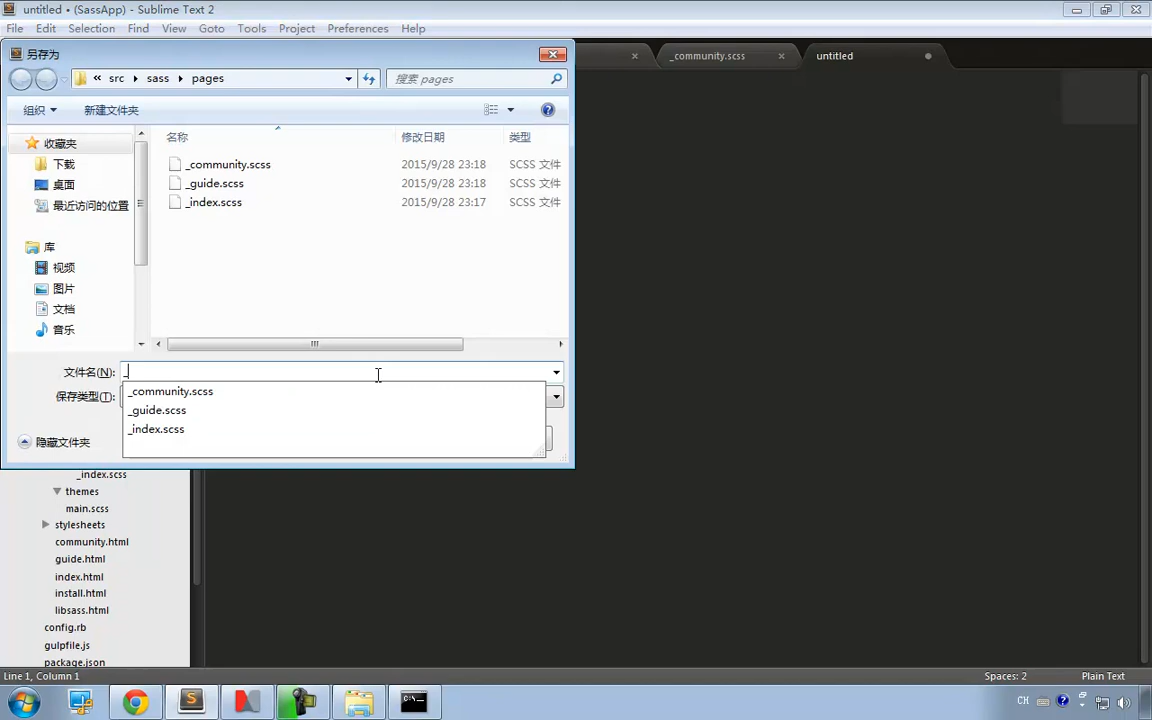 untitled • (SassApp) - Sublime Text 2
File Edit Selection Find View Goto Tools Project Preferences Help
另存为
_community.scss
untitled
« src sass pages
搜索 pages
组织
新建文件夹
收藏夹
下载
桌面
最近访问的位置
库
视频
图片
文档
音乐
名称 修改日期 类型
_community.scss 2015/9/28 23:18 SCSS 文件
_guide.scss 2015/9/28 23:18 SCSS 文件
_index.scss 2015/9/28 23:17 SCSS 文件
文件名(N): _
保存类型(T):
_community.scss
_guide.scss
_index.scss
隐藏文件夹
_index.scss
themes
main.scss
stylesheets
community.html
guide.html
index.html
install.html
libsass.html
config.rb
gulpfile.js
package.json
Line 1, Column 1
Spaces: 2
Plain Text
CH